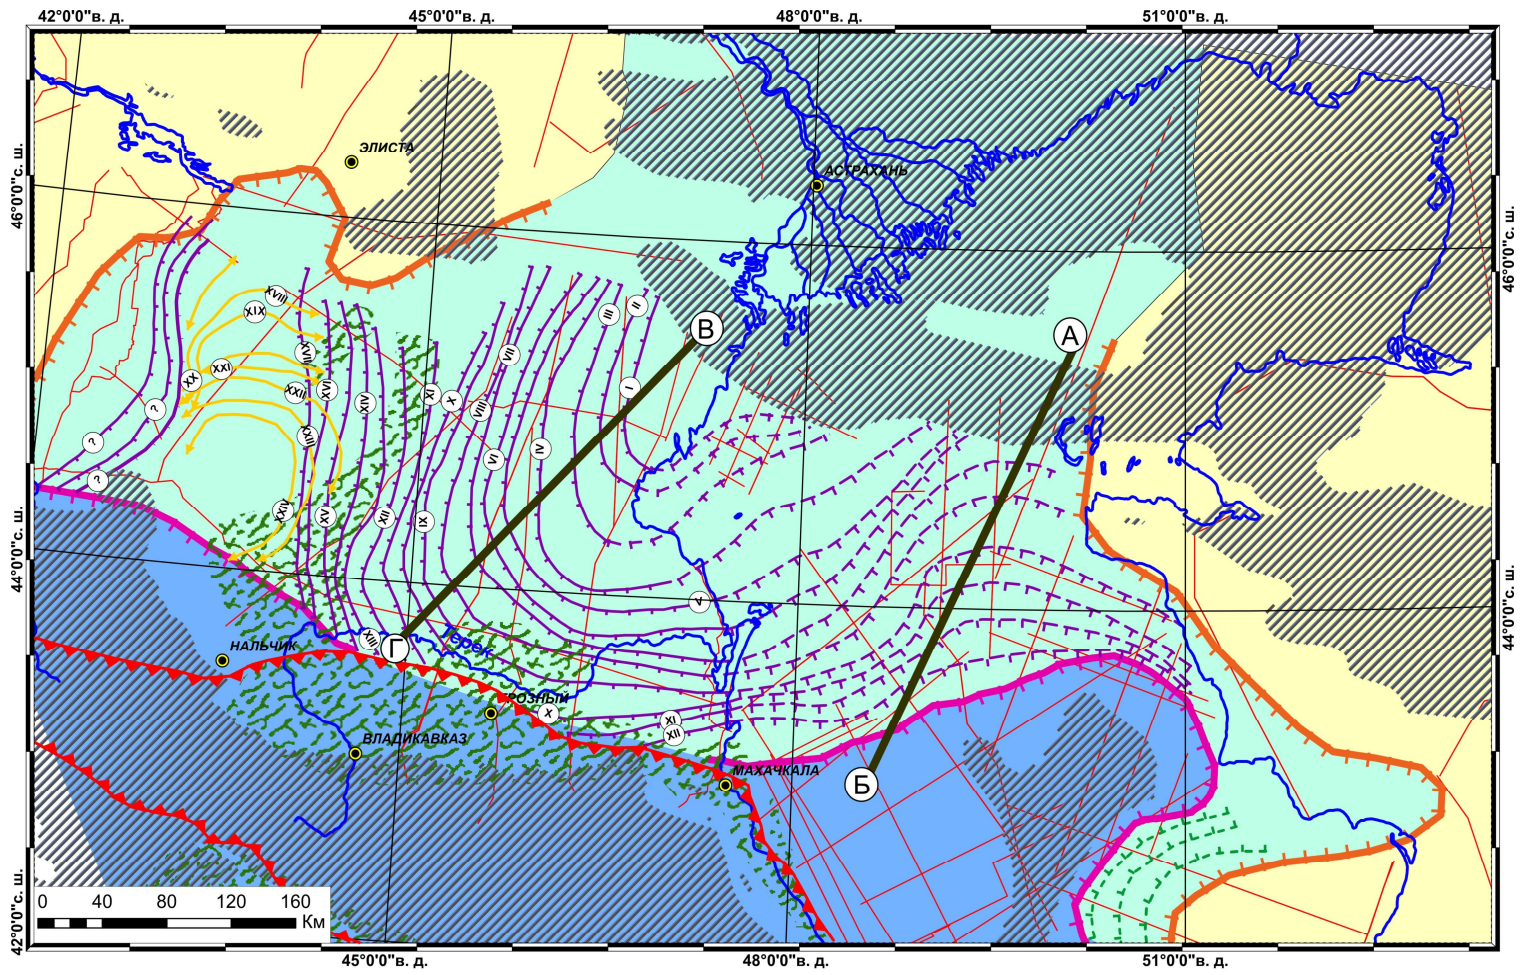 42°0'0"в. д.
45°0'0"в. д.
48°0'0"в. д.
51°0'0"в. д.
46°0'0"с. ш.
44°0'0"с. ш.
42°0'0"с. ш.
46°0'0"с. ш.
44°0'0"с. ш.
ЭЛИСТА
АСТРАХАНЬ
XVIII
XIX
III
II
В
А
XVII
VII
XXI
XX
XXII
XVI
XIV
XI
X
VIII
I
?
?
?
XXIII
IV
VI
XXIV
XV
XII
IX
V
XIII
Г
Терек
НАЛЬЧИК
ГРОЗНЫЙ
X
XI
XII
ВЛАДИКАВКАЗ
МАХАЧКАЛА
Б
0 40 80 120 160
Км
45°0'0"в. д.
48°0'0"в. д.
51°0'0"в. д.